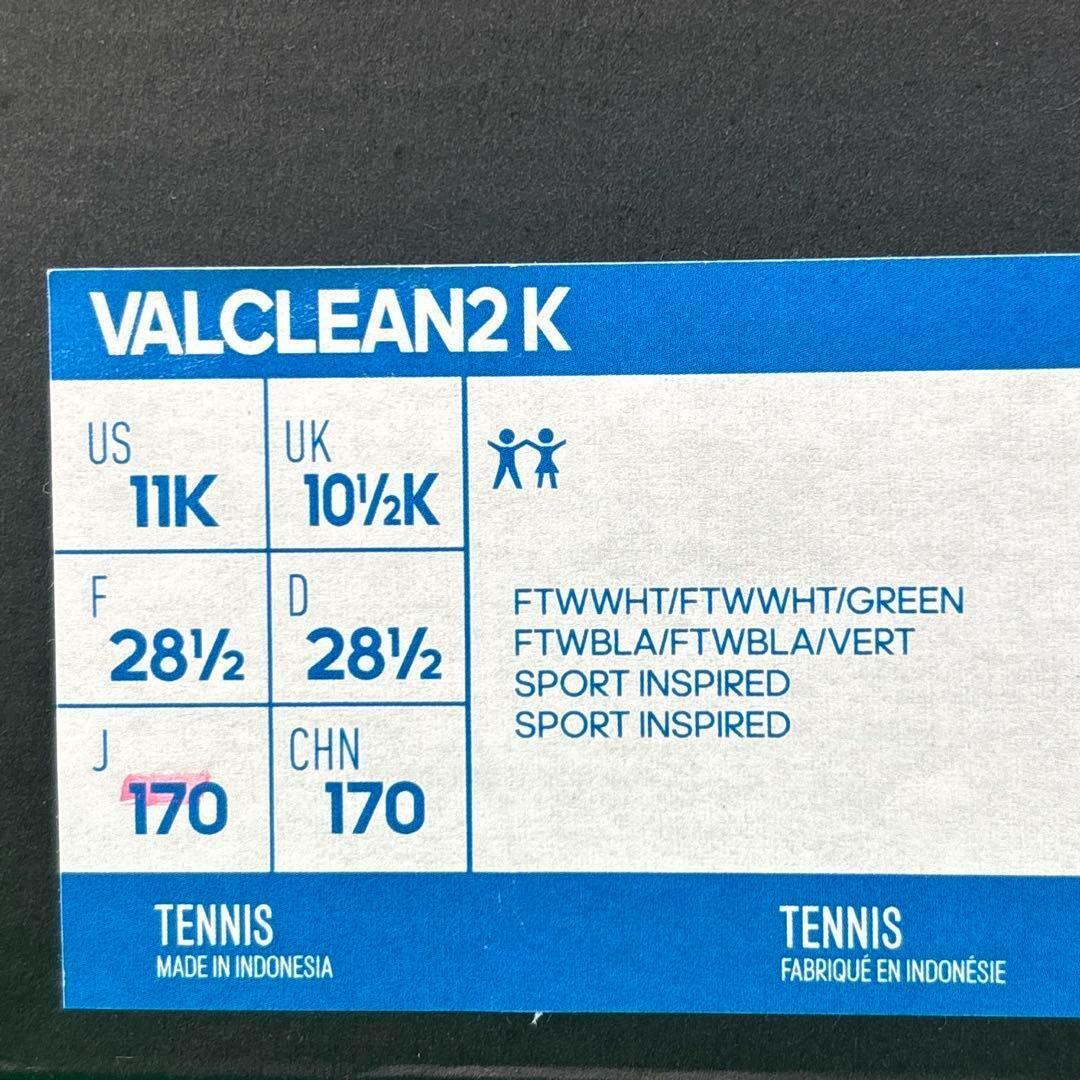 VALCLEAN2 K
US
11K
UK
10½K
F
28½
D
28½
J
170
CHN
170
FTWWHT/FTWWHT/GREEN
FTWBLA/FTWBLA/VERT
SPORT INSPIRED
SPORT INSPIRED
TENNIS
MADE IN INDONESIA
TENNIS
FABRIQUÉ EN INDONÉSIE